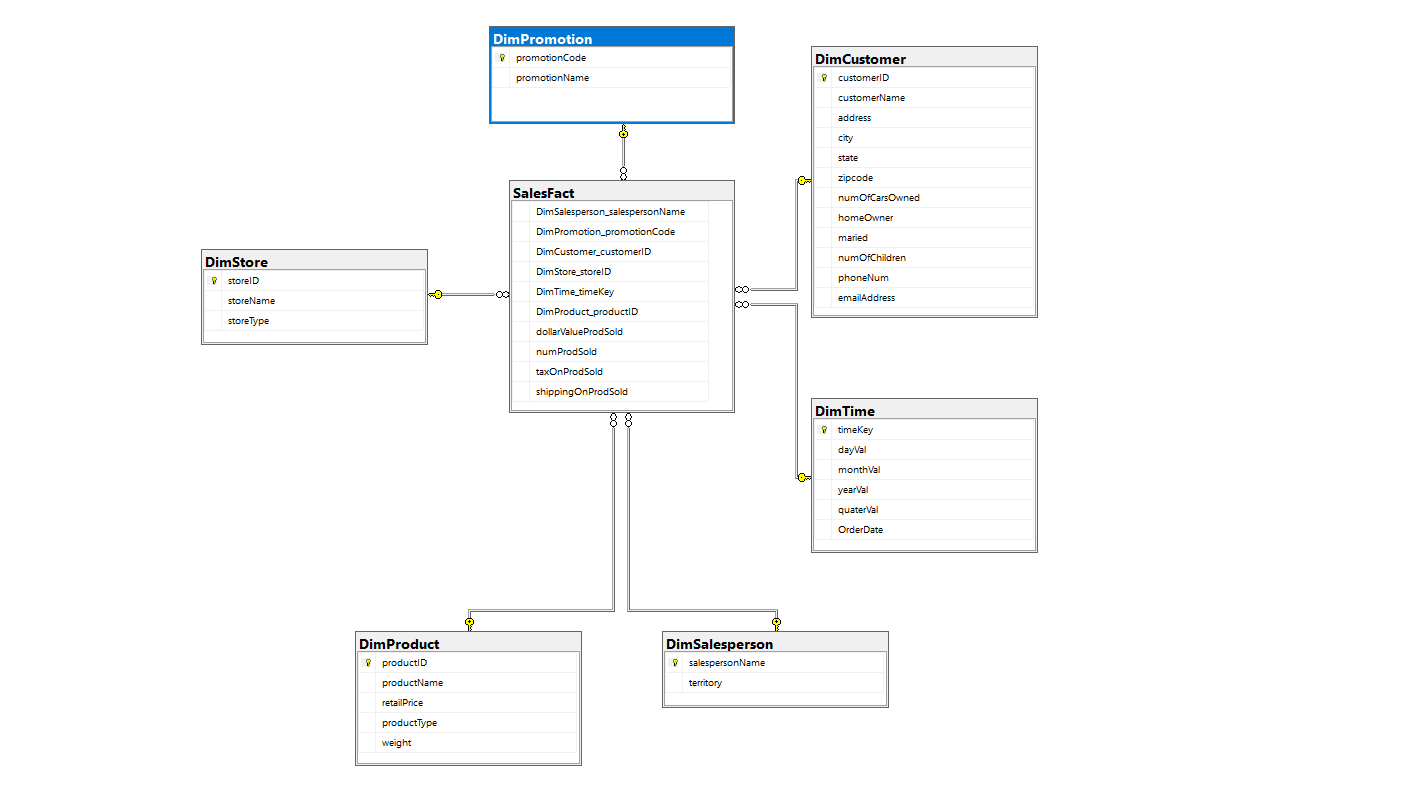 DimPromotion
promotionCode
promotionName
DimCustomer
customerID
customerName
address
city
state
zipcode
numOfCarsOwned
homeOwner
maried
numOfChildren
phoneNum
emailAddress
SalesFact
DimSalesperson_salespersonName
DimPromotion_promotionCode
DimCustomer_customerID
DimStore_storeID
DimTime_timeKey
DimProduct_productID
dollarValueProdSold
numProdSold
taxOnProdSold
shippingOnProdSold
DimStore
storeID
storeName
storeType
DimTime
timeKey
dayVal
monthVal
yearVal
quaterVal
OrderDate
DimProduct
productID
productName
retailPrice
productType
weight
DimSalesperson
salespersonName
territory